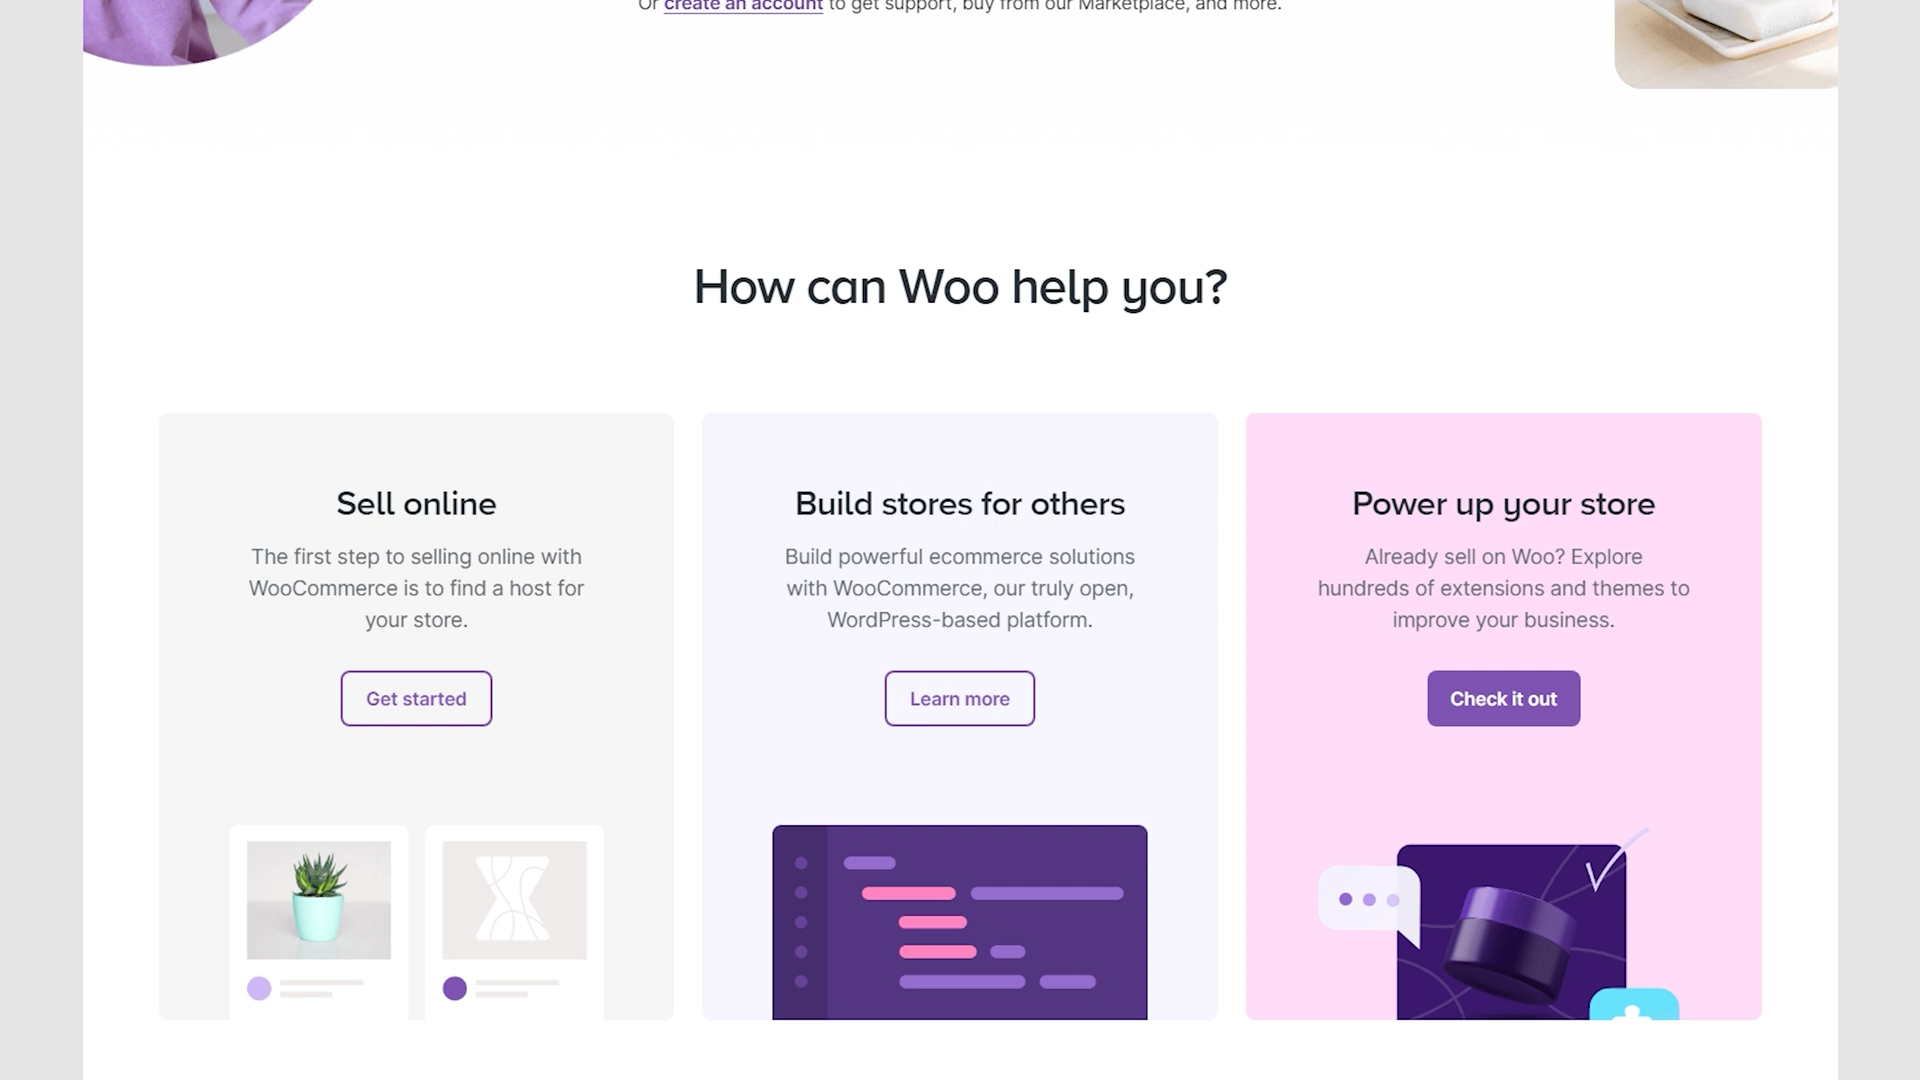 Or create an account to get support, buy from our Marketplace, and more.
How can Woo help you?
Sell online
The first step to selling online with
WooCommerce is to find a host for
your store.
Get started
Build stores for others
Build powerful ecommerce solutions
with WooCommerce, our truly open,
WordPress-based platform.
Learn more
Power up your store
Already sell on Woo? Explore
hundreds of extensions and themes to
improve your business.
Check it out